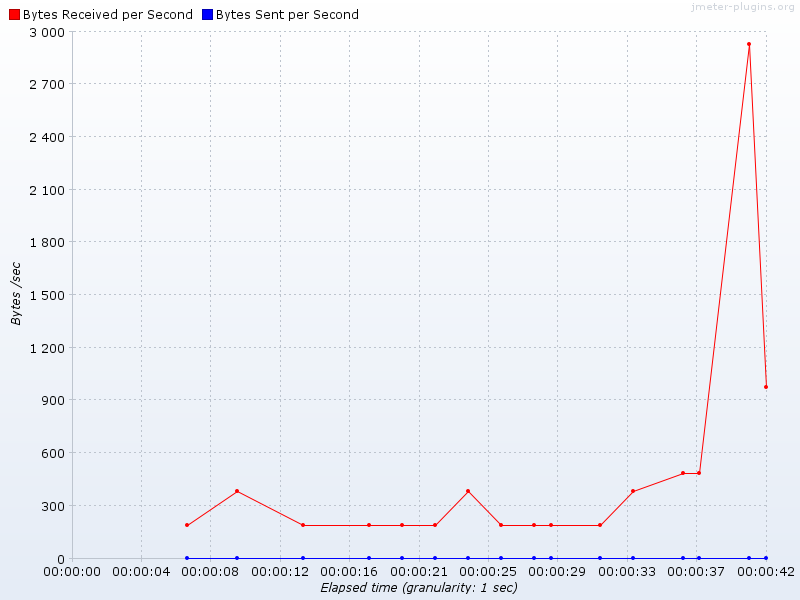 jmeter-plugins.org
Bytes Received per Second Bytes Sent per Second
3 000
2 700
2 400
2 100
1 800
1 500
1 200
900
600
300
0
Bytes /sec
00:00:00 00:00:04 00:00:08 00:00:12 00:00:16 00:00:21 00:00:25 00:00:29 00:00:33 00:00:37 00:00:42
Elapsed time (granularity: 1 sec)